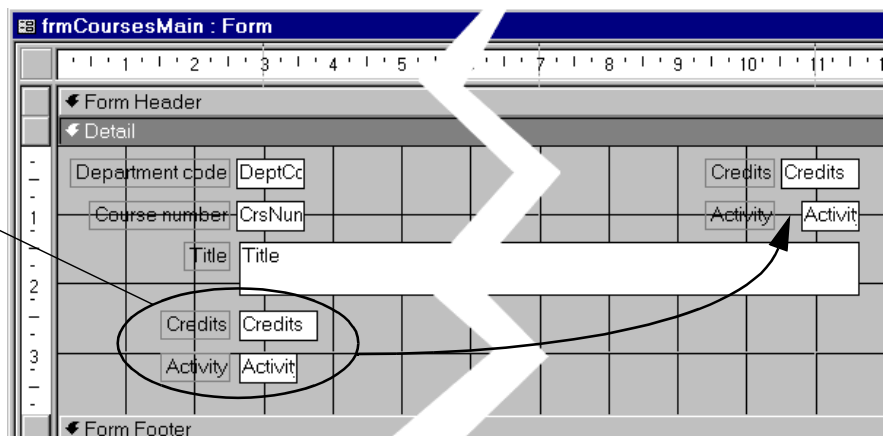 frmCoursesMain : Form
1 2 3 4 5 7 8 9 10 11 1
Form Header
Detail
Department code DeptCc Credits Credits
1 Course number CrsNun Activity Activit
Title Title
2
Credits Credits
3 Activity Activit
Form Footer